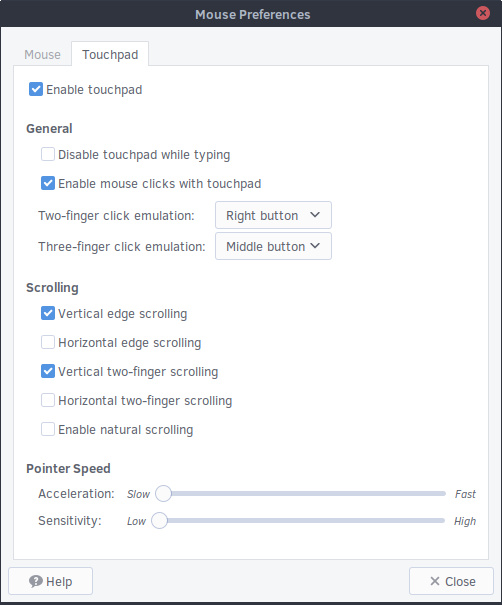 Mouse Preferences
Mouse Touchpad
Enable touchpad
General
Disable touchpad while typing
Enable mouse clicks with touchpad
Two-finger click emulation: Right button
Three-finger click emulation: Middle button
Scrolling
Vertical edge scrolling
Horizontal edge scrolling
Vertical two-finger scrolling
Horizontal two-finger scrolling
Enable natural scrolling
Pointer Speed
Acceleration: Slow Fast
Sensitivity: Low High
Help Close